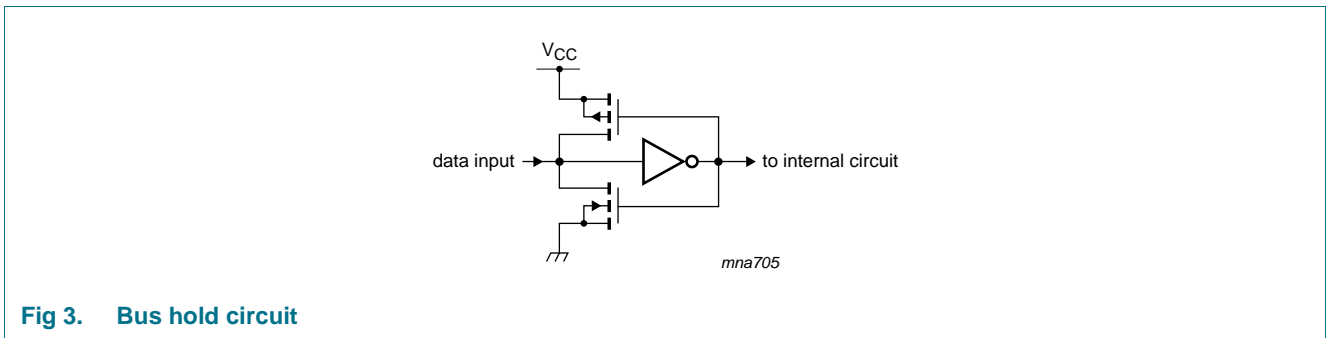 VCC
data input
to internal circuit
mna705
Fig 3. Bus hold circuit